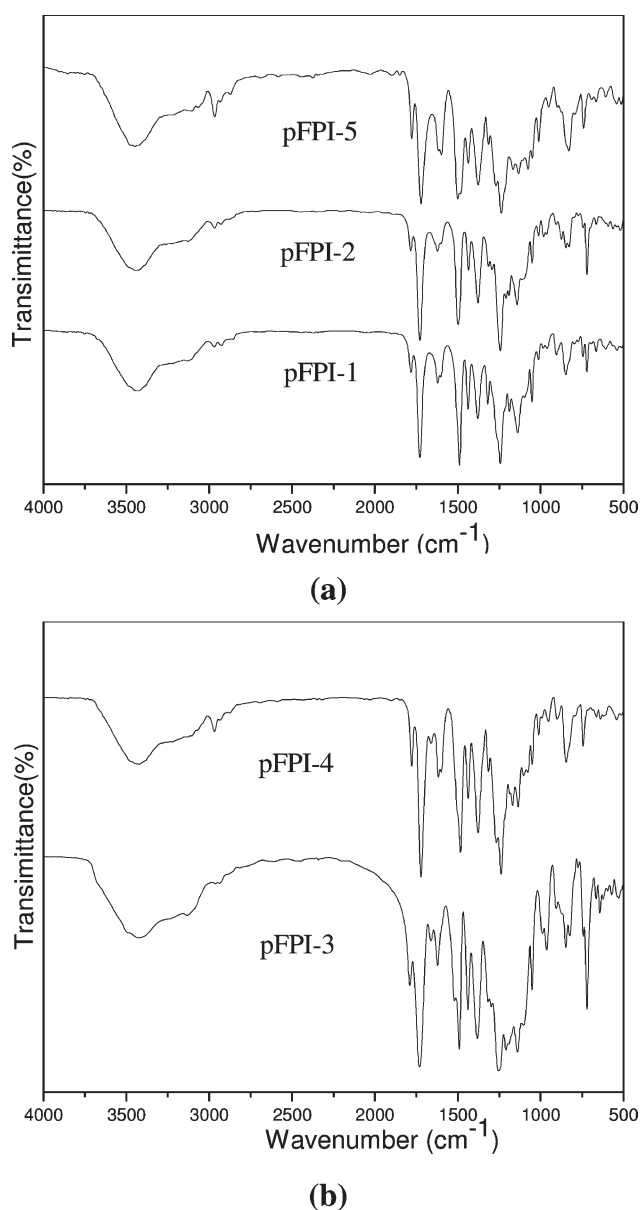 Transimittance(%)
pFPI-5
pFPI-2
pFPI-1
4000 3500 3000 2500 2000 1500 1000 500
Wavenumber (cm-1)
(a)
Transimittance(%)
pFPI-4
pFPI-3
4000 3500 3000 2500 2000 1500 1000 500
Wavenumber (cm-1)
(b)